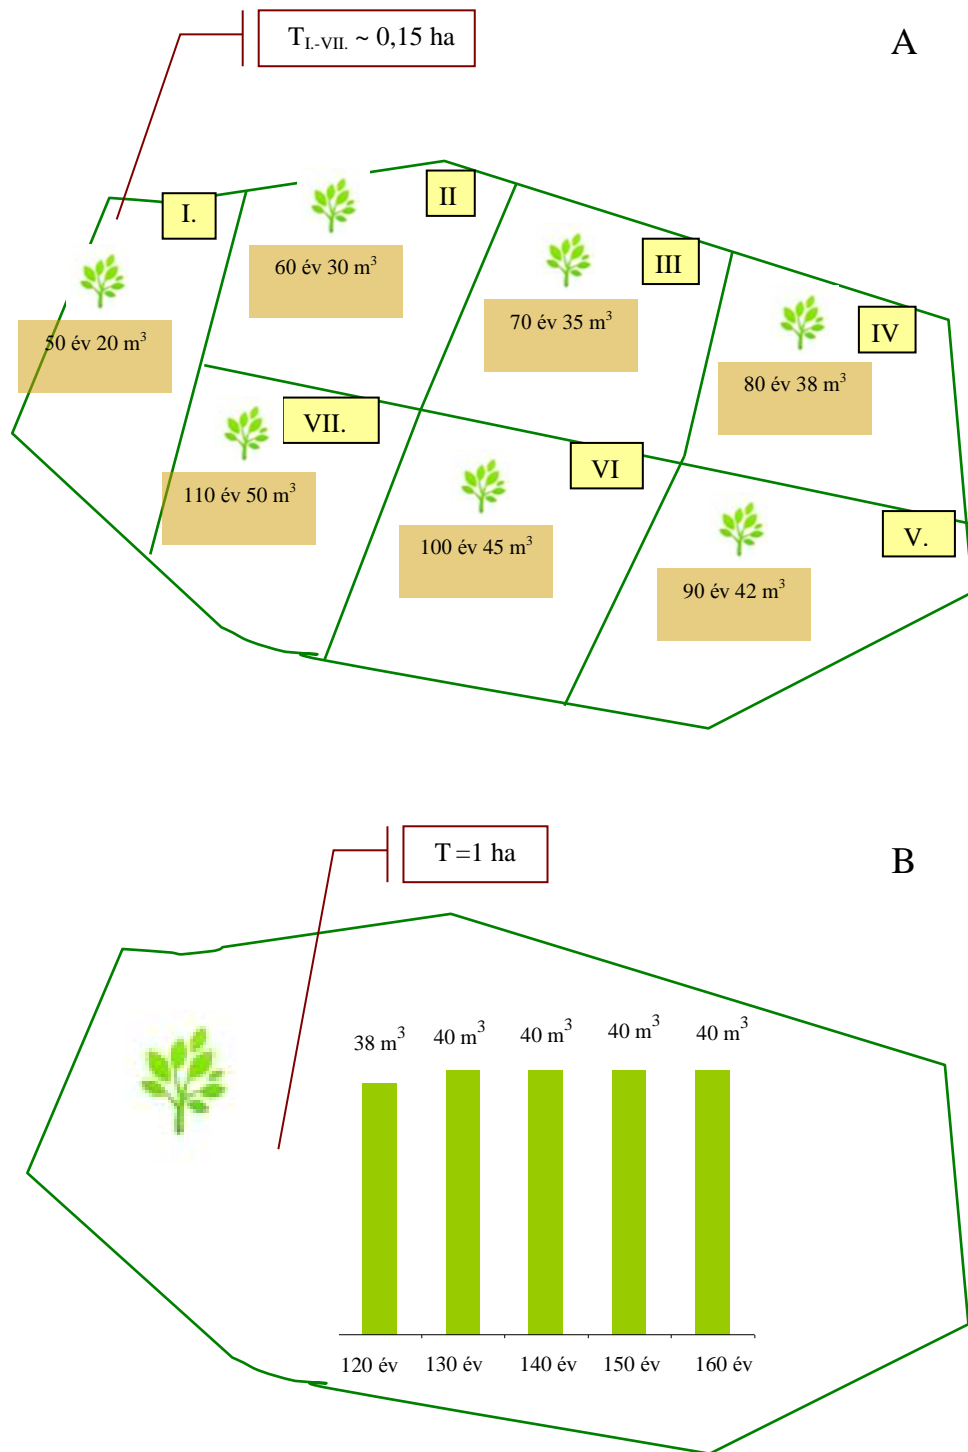 T_I.-VII. ~ 0,15 ha
A
I.
II
III
IV
60 év 30 m³
70 év 35 m³
50 év 20 m³
80 év 38 m³
VII.
VI
V.
110 év 50 m³
100 év 45 m³
90 év 42 m³
T =1 ha
B
38 m³ 40 m³ 40 m³ 40 m³ 40 m³
120 év 130 év 140 év 150 év 160 év